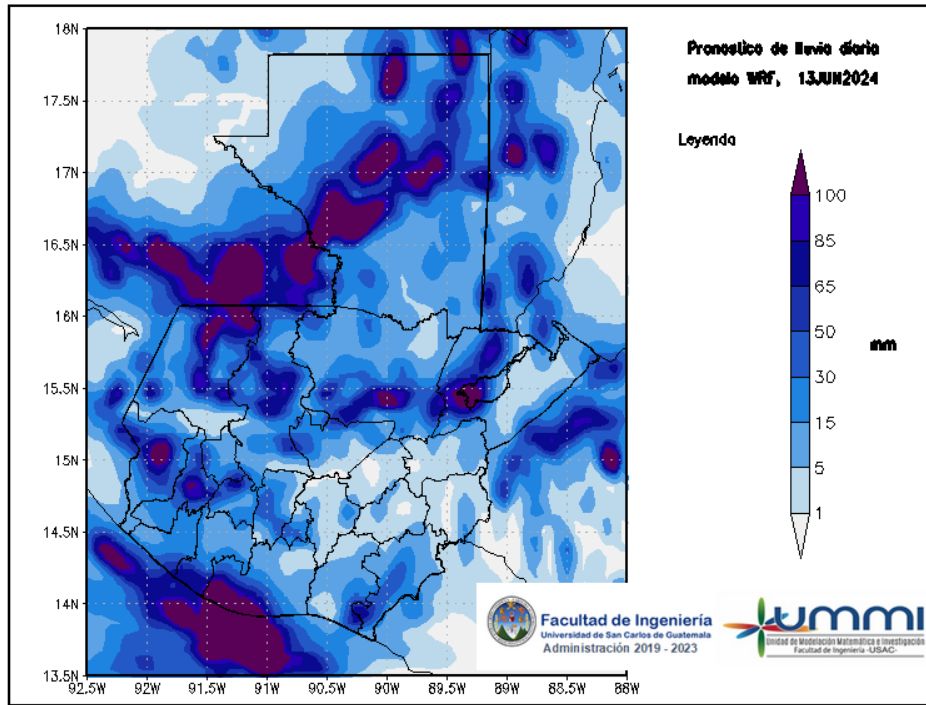 18N
17.5N
17N
16.5N
16N
15.5N
15N
14.5N
14N
13.5N
92.5W
92W
91.5W
91W
90.5W
90W
89.5W
89W
88.5W
88W
Pronostico de lluvia diaria
modelo WRf, 13JUN2024
Leyenda
100
85
65
50
30
15
5
1
mm
Facultad de Ingeniería
Universidad de San Carlos de Guatemala
Administración 2019 - 2023
ummi
Unidad de Modelación Matemática e Investigación
Facultad de Ingeniería -USAC-